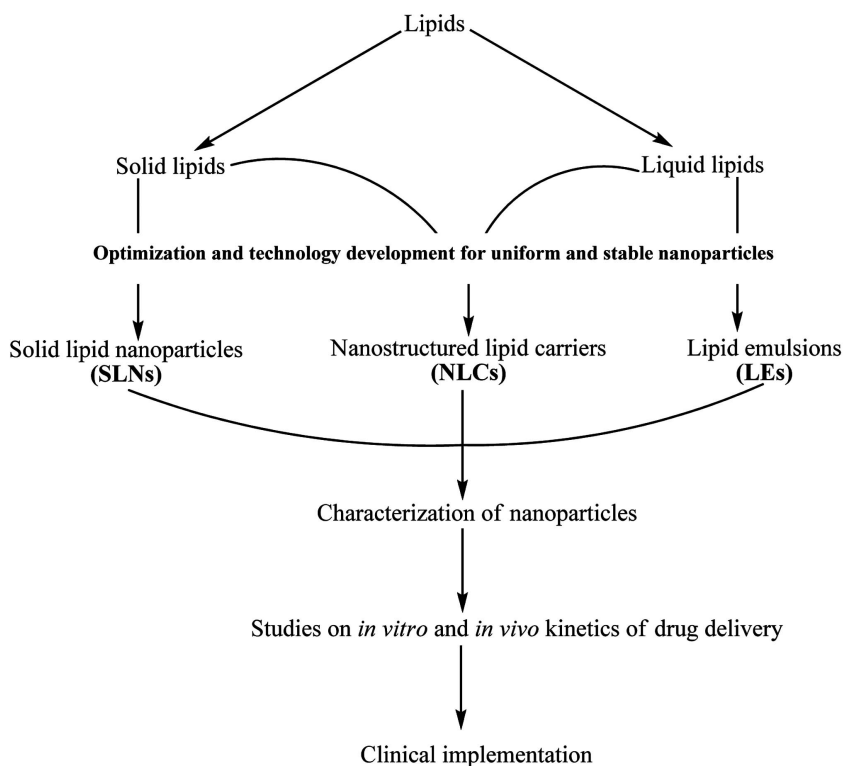 Lipids
Solid lipids
Liquid lipids
Optimization and technology development for uniform and stable nanoparticles
Solid lipid nanoparticles
(SLNs)
Nanostructured lipid carriers
(NLCs)
Lipid emulsions
(LEs)
Characterization of nanoparticles
Studies on in vitro and in vivo kinetics of drug delivery
Clinical implementation